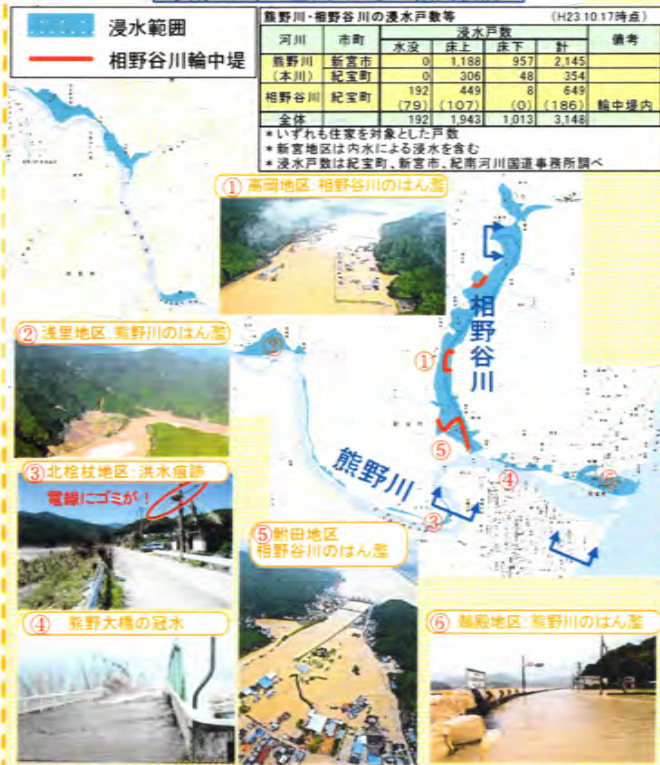 浸水範囲
相野谷川輪中堤
熊野川・相野谷川の浸水戸数等 (H23.10.17時点)
河川 市町 浸水戸数 備考
水没 床上 床下 計
熊野川 新宮市 0 1,188 957 2,145
(本川) 紀宝町 0 306 48 354
相野谷川 紀宝町 192 449 8 649
(79) (107) (0) (186) 輪中堤内
全体 192 1,943 1,013 3,148
*いずれも住家を対象とした戸数
*新宮地区は内水による浸水を含む
*浸水戸数は紀宝町、新宮市、紀南河川国道事務所調べ
① 高岡地区:相野谷川のはん濫
相野谷川
② 浅里地区:熊野川のはん濫
②
①
⑤
④
⑥
③
熊野川
③北桧杖地区:洪水痕跡
電線にゴミが!
⑤鮒田地区
相野谷川のはん濫
④ 熊野大橋の冠水
⑥ 鵜殿地区:熊野川のはん濫